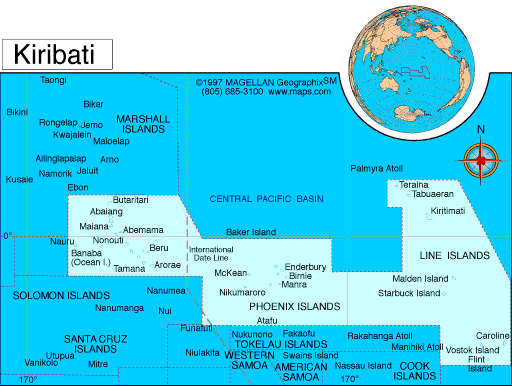 Kiribati
©1997 MAGELLAN Geographix SM
(805) 685-3100 www.maps.com
Taongi
Bikini
Bikar
Rongelap
Jemo
MARSHALL
ISLANDS
Kwajalein
Maloelap
Ailinglapalap
Arno
Kusaie
Namorik
Jaluit
Ebon
N
Palmyra Atoll
Teraina
Tabuaeran
Kiritimati
Butaritari
Abaiang
Maiana
Abemama
CENTRAL PACIFIC BASIN
Baker Island
0°
0°
Nauru
Nonouti
Banaba
(Ocean I.)
Beru
Tamana
Arorae
International
Date Line
LINE ISLANDS
McKean
Enderbury
Birnie
Manra
Nikumaroro
Malden Island
Starbuck Island
PHOENIX ISLANDS
SOLOMON ISLANDS
Nanumea
Nanumanga
Nui
Atafu
Funafuti
Nukunono
Fakaofu
Rakahanga Atoll
Caroline
SANTA CRUZ
ISLANDS
TOKELAU ISLANDS
Manihiki Atoll
Vostok Island
Flint
Island
Utupua
Vanikolo
Mitre
Niulakita
WESTERN
SAMOA
Swains Island
AMERICAN
SAMOA
Nassau Island
COOK
ISLANDS
170°
170°